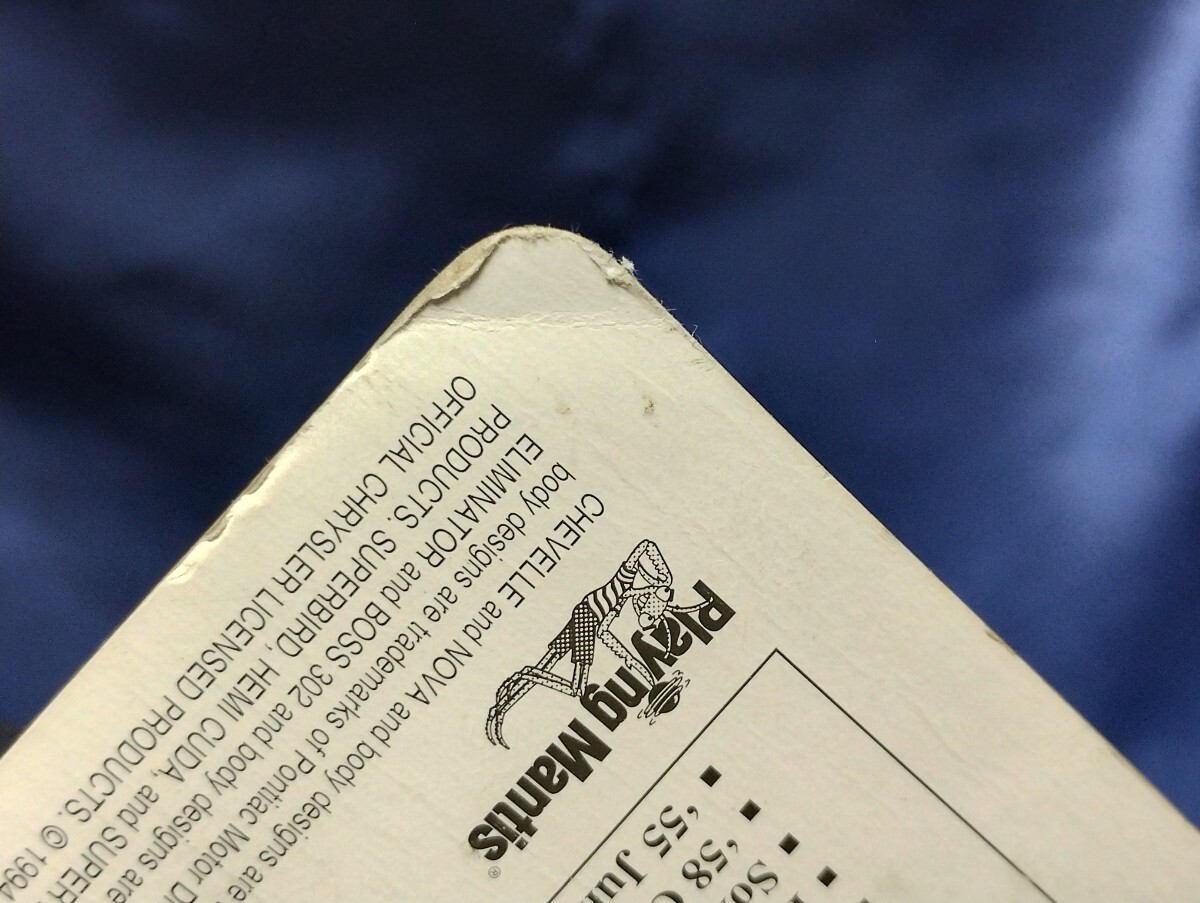 ■ '58
■ '55
Playing Mantis®
CHEVELLE and NOVA and body designs are
body designs are trademarks of Pontiac Motor
ELIMINATOR and BOSS 302 and body designs are
PRODUCTS. SUPERBIRD, HEMI CUDA, and SUPER
OFFICIAL CHRYSLER LICENSED PRODUCTS. © 1994